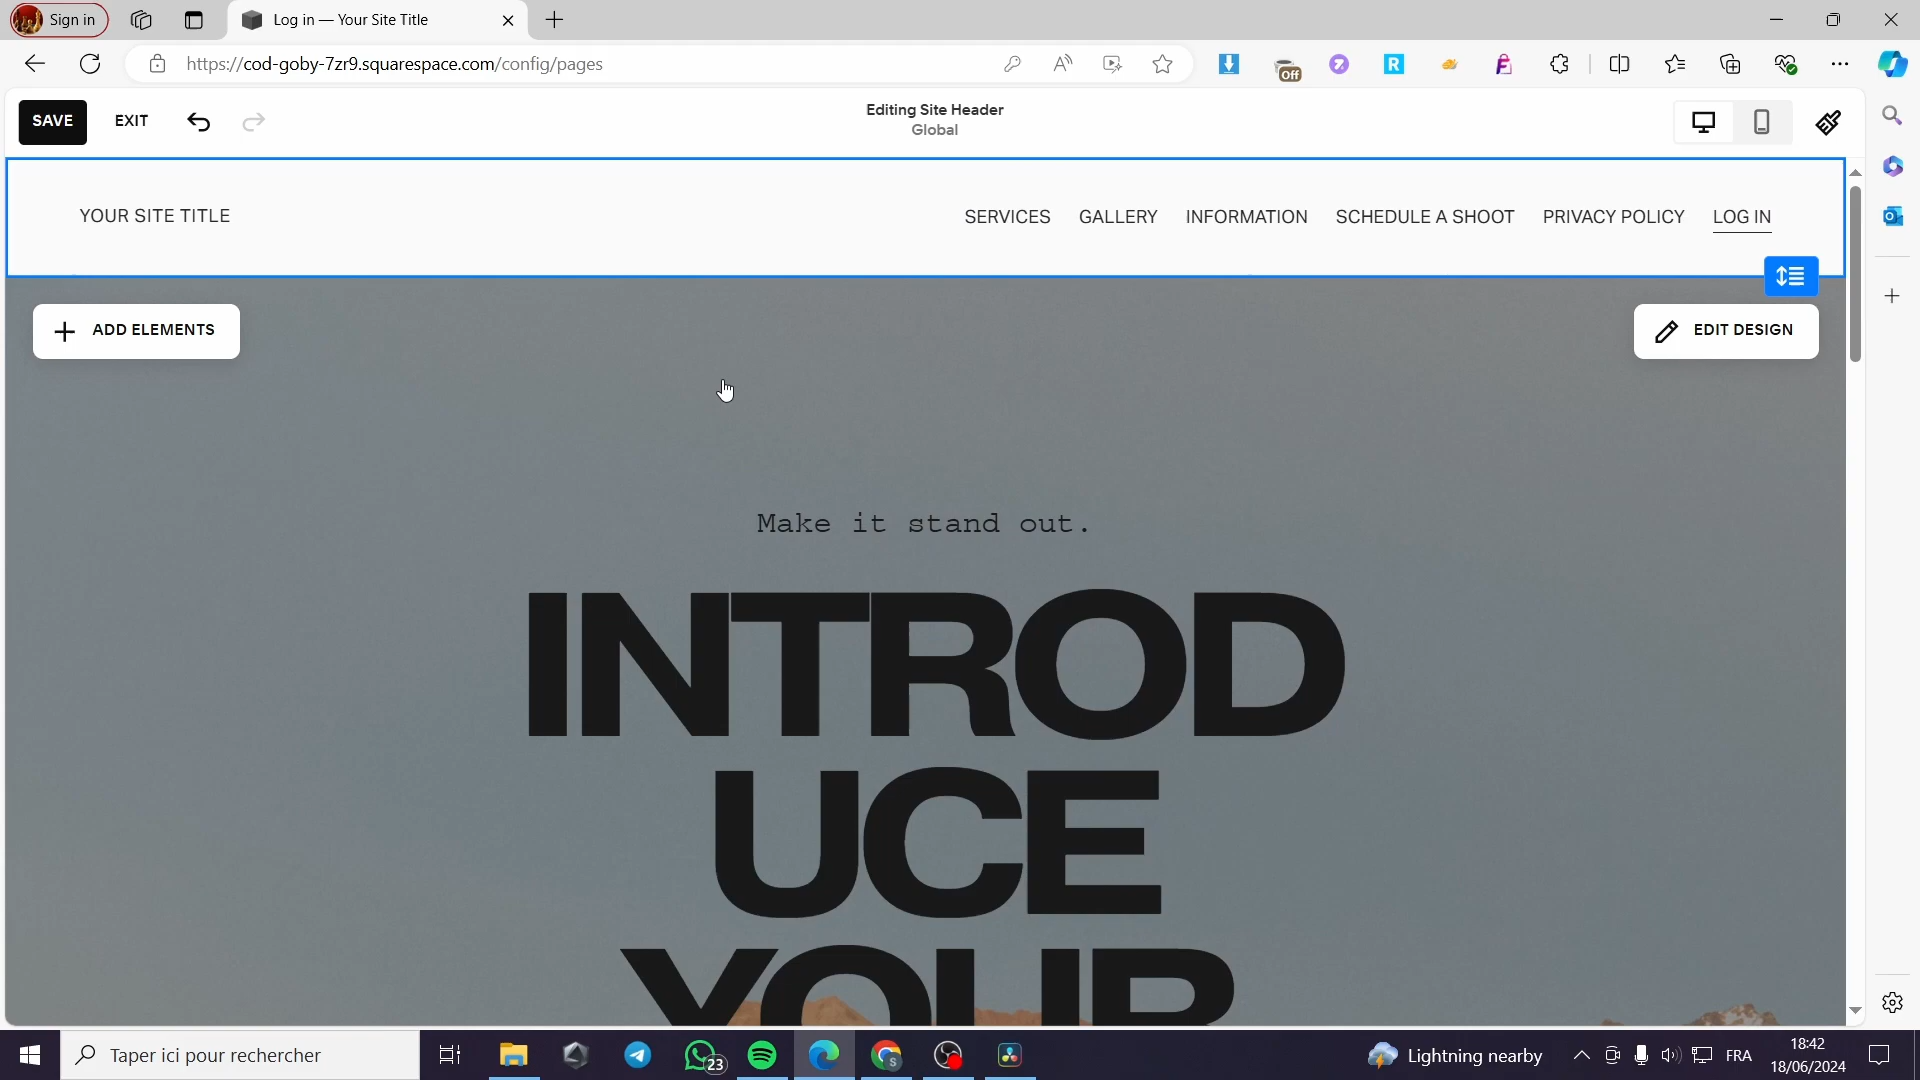 Sign in
Log in — Your Site Title
https://cod-goby-7zr9.squarespace.com/config/pages
A
Off
R
F
SAVE
EXIT
Editing Site Header
Global
YOUR SITE TITLE
SERVICES
GALLERY
INFORMATION
SCHEDULE A SHOOT
PRIVACY POLICY
LOG IN
ADD ELEMENTS
EDIT DESIGN
Make it stand out.
INTROD
UCE
YOUR
Taper ici pour rechercher
23
S
Lightning nearby
FRA
18:42
18/06/2024